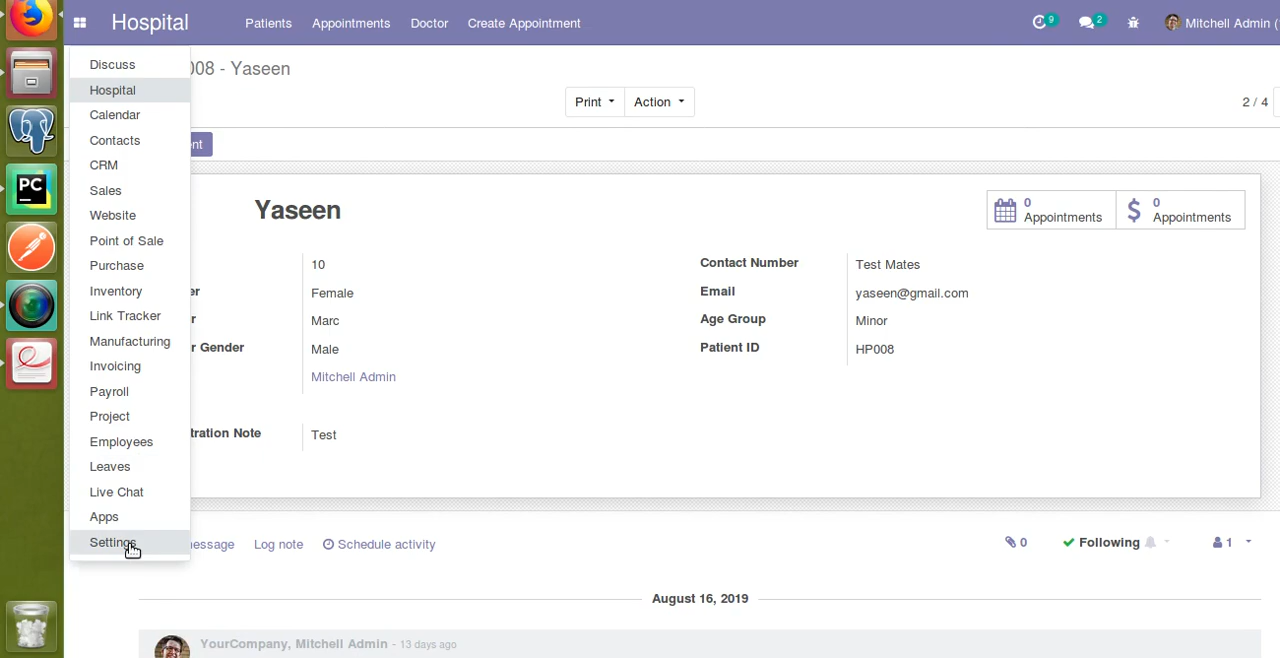 Hospital Patients Appointments Doctor Create Appointment 9 2 Mitchell Admin (
Discuss
Hospital
Calendar
Contacts
CRM
Sales
Website
Point of Sale
Purchase
Inventory
Link Tracker
Manufacturing
Invoicing
Payroll
Project
Employees
Leaves
Live Chat
Apps
Settings
008 - Yaseen
Print Action 2 / 4
nt
Yaseen
0 Appointments
$ 0 Appointments
10
er Female
r Marc
r Gender Male
Mitchell Admin
tration Note Test
Contact Number Test Mates
Email yaseen@gmail.com
Age Group Minor
Patient ID HP008
essage Log note Schedule activity 0 Following 1
August 16, 2019
YourCompany, Mitchell Admin - 13 days ago
PC